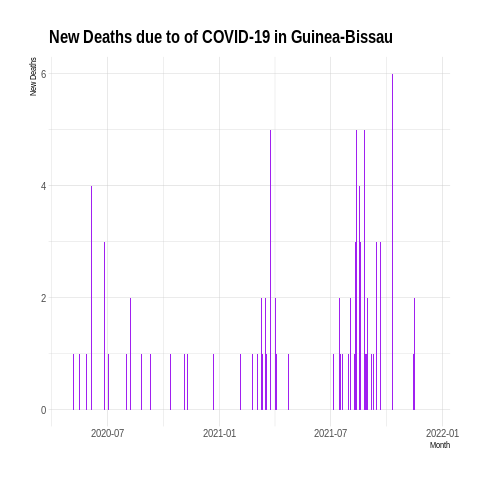 New Deaths due to of COVID-19 in Guinea-Bissau
New Deaths
6
4
2
0
2020-07 2021-01 2021-07 2022-01
Month